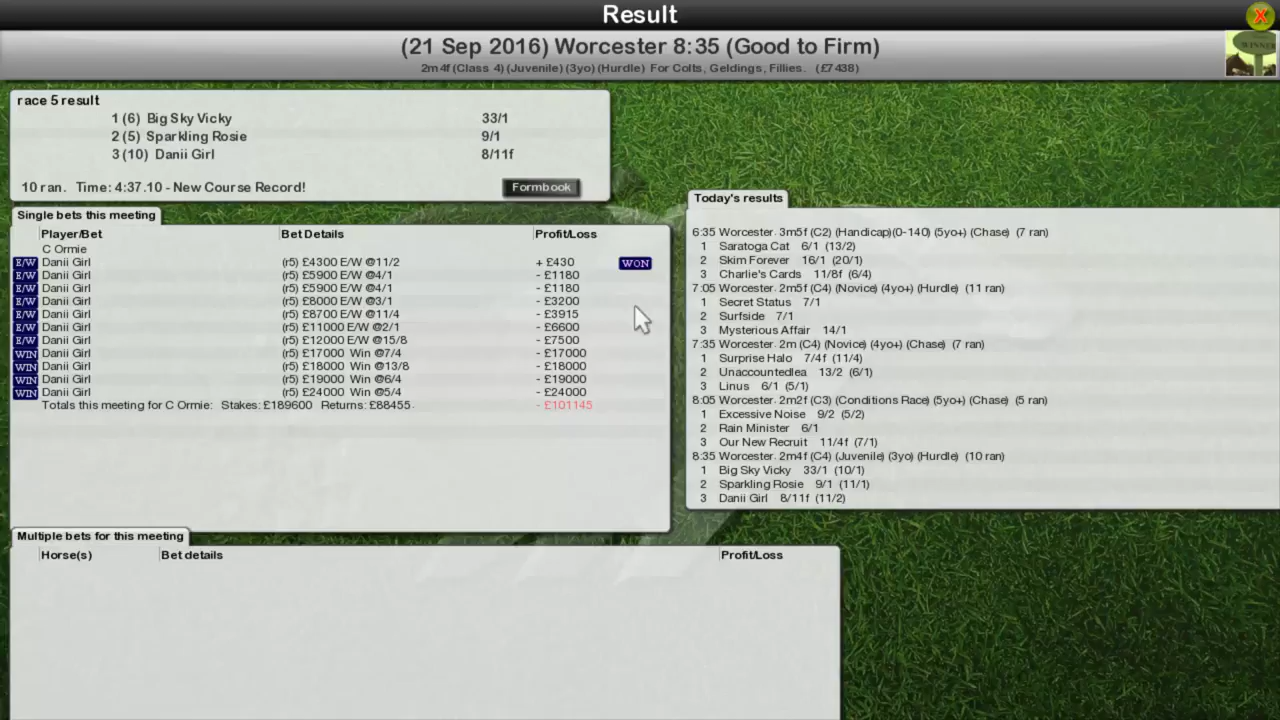 Result
X
(21 Sep 2016) Worcester 8:35 (Good to Firm)
WINNER
2m4f (Class 4) (Juvenile) (3yo) (Hurdle) For Colts, Geldings, Fillies. (£7438)
race 5 result
1 (6) Big Sky Vicky 33/1
2 (5) Sparkling Rosie 9/1
3 (10) Danii Girl 8/11f
10 ran. Time: 4:37.10 - New Course Record!
Formbook
Single bets this meeting
Player/Bet Bet Details Profit/Loss
C Ormie
E/W Danii Girl (r5) £4300 E/W @11/2 + £430 WON
E/W Danii Girl (r5) £5900 E/W @4/1 - £1180
E/W Danii Girl (r5) £5900 E/W @4/1 - £1180
E/W Danii Girl (r5) £8000 E/W @3/1 - £3200
E/W Danii Girl (r5) £8700 E/W @11/4 - £3915
E/W Danii Girl (r5) £11000 E/W @2/1 - £6600
E/W Danii Girl (r5) £12000 E/W @15/8 - £7500
WIN Danii Girl (r5) £17000 Win @7/4 - £17000
WIN Danii Girl (r5) £18000 Win @13/8 - £18000
WIN Danii Girl (r5) £19000 Win @6/4 - £19000
WIN Danii Girl (r5) £24000 Win @5/4 - £24000
Totals this meeting for C Ormie: Stakes: £189600 Returns: £88455 - £101145
Today's results
6:35 Worcester. 3m5f (C2) (Handicap)(0-140) (5yo+) (Chase) (7 ran)
1 Saratoga Cat 6/1 (13/2)
2 Skim Forever 16/1 (20/1)
3 Charlie's Cards 11/8f (6/4)
7:05 Worcester. 2m5f (C4) (Novice) (4yo+) (Hurdle) (11 ran)
1 Secret Status 7/1
2 Surfside 7/1
3 Mysterious Affair 14/1
7:35 Worcester. 2m (C4) (Novice) (4yo+) (Chase) (7 ran)
1 Surprise Halo 7/4f (11/4)
2 Unaccountedlea 13/2 (6/1)
3 Linus 6/1 (5/1)
8:05 Worcester. 2m2f (C3) (Conditions Race) (5yo+) (Chase) (5 ran)
1 Excessive Noise 9/2 (5/2)
2 Rain Minister 6/1
3 Our New Recruit 11/4f (7/1)
8:35 Worcester. 2m4f (C4) (Juvenile) (3yo) (Hurdle) (10 ran)
1 Big Sky Vicky 33/1 (10/1)
2 Sparkling Rosie 9/1 (11/1)
3 Danii Girl 8/11f (11/2)
Multiple bets for this meeting
Horse(s) Bet details Profit/Loss